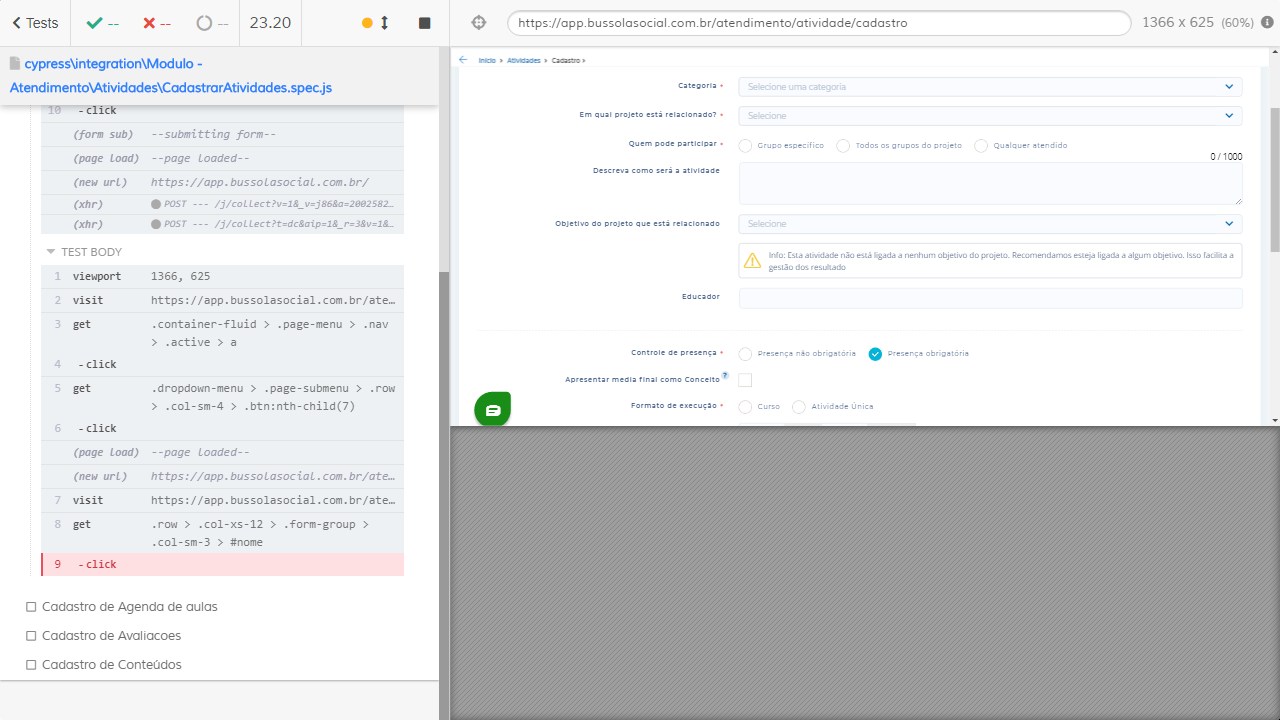 Tests
--
--
--
23.20
https://app.bussolasocial.com.br/atendimento/atividade/cadastro
1366 x 625 (60%)
cypress\integration\Modulo -
Atendimento\Atividades\CadastrarAtividades.spec.js
10 - click
(form sub) --submitting form--
(page load) --page loaded--
(new url) https://app.bussolasocial.com.br/
(xhr) POST --- /j/collect?v=1&_v=j86&a=2002582…
(xhr) POST --- /j/collect?t=dc&aip=1&_r=3&v=1&…
TEST BODY
1 viewport 1366, 625
2 visit https://app.bussolasocial.com.br/ate…
3 get .container-fluid > .page-menu > .nav
> .active > a
4 - click
5 get .dropdown-menu > .page-submenu > .row
> .col-sm-4 > .btn:nth-child(7)
6 - click
(page load) --page loaded--
(new url) https://app.bussolasocial.com.br/ate…
7 visit https://app.bussolasocial.com.br/ate…
8 get .row > .col-xs-12 > .form-group >
.col-sm-3 > #nome
9 - click
Cadastro de Agenda de aulas
Cadastro de Avaliacoes
Cadastro de Conteúdos
Início > Atividades > Cadastro >
Categoria * Selecione uma categoria
Em qual projeto está relacionado? * Selecione
Quem pode participar * Grupo específico Todos os grupos do projeto Qualquer atendido
0 / 1000
Descreva como será a atividade
Objetivo do projeto que está relacionado Selecione
Info: Esta atividade não está ligada a nenhum objetivo do projeto. Recomendamos esteja ligada a algum objetivo. Isso facilita a
gestão dos resultado
Educador
Controle de presença * Presença não obrigatória Presença obrigatória
Apresentar media final como Conceito ?
Formato de execução * Curso Atividade Única